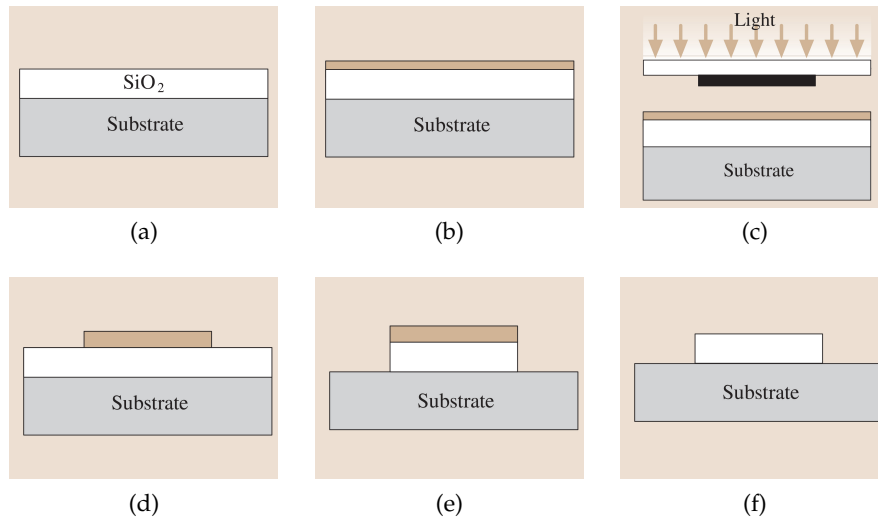 SiO₂
Substrate
(a)
Substrate
(b)
Light
Substrate
(c)
Substrate
(d)
Substrate
(e)
Substrate
(f)